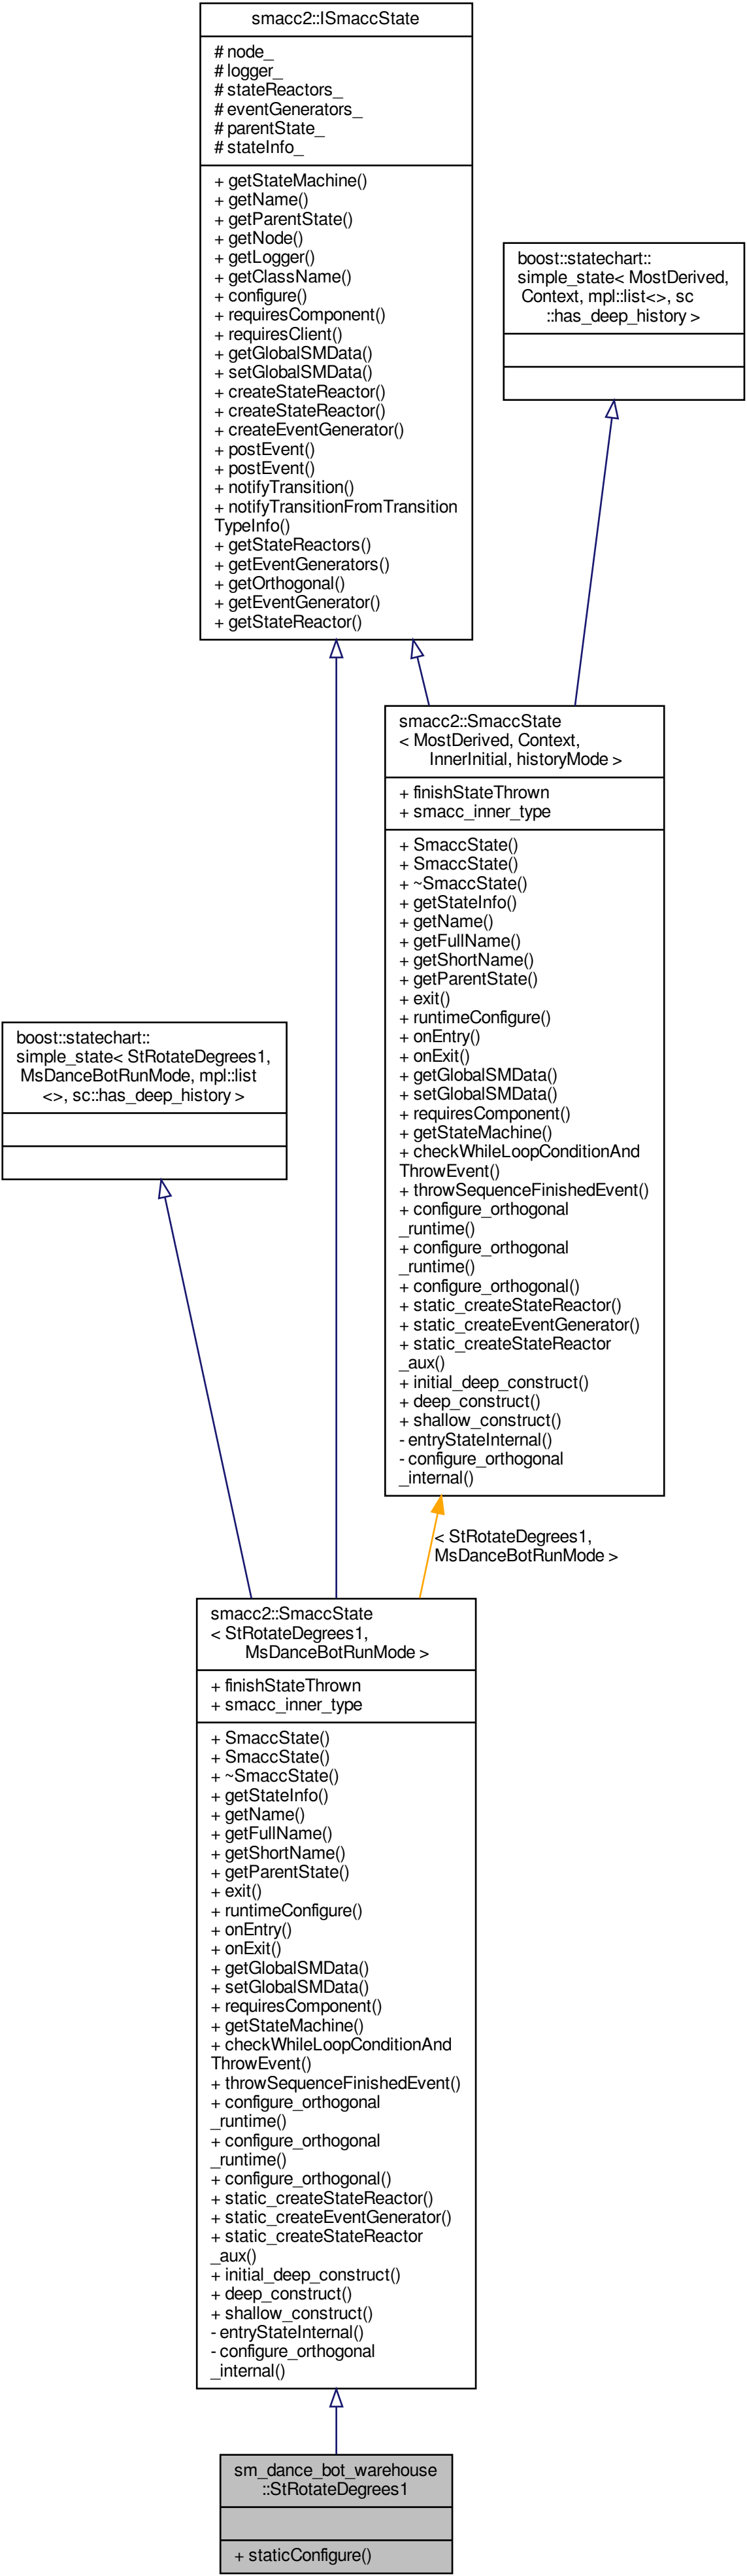 smacc2::ISmaccState
# node_
# logger_
# stateReactors_
# eventGenerators_
# parentState_
# stateInfo_
+ getStateMachine()
+ getName()
+ getParentState()
+ getNode()
+ getLogger()
+ getClassName()
+ configure()
+ requiresComponent()
+ requiresClient()
+ getGlobalSMData()
+ setGlobalSMData()
+ createStateReactor()
+ createStateReactor()
+ createEventGenerator()
+ postEvent()
+ postEvent()
+ notifyTransition()
+ notifyTransitionFromTransition
TypeInfo()
+ getStateReactors()
+ getEventGenerators()
+ getOrthogonal()
+ getEventGenerator()
+ getStateReactor()
boost::statechart::
simple_state< MostDerived,
Context, mpl::list<>, sc
::has_deep_history >
smacc2::SmaccState
< MostDerived, Context,
InnerInitial, historyMode >
+ finishStateThrown
+ smacc_inner_type
+ SmaccState()
+ SmaccState()
+ ~SmaccState()
+ getStateInfo()
+ getName()
+ getFullName()
+ getShortName()
+ getParentState()
+ exit()
+ runtimeConfigure()
+ onEntry()
+ onExit()
+ getGlobalSMData()
+ setGlobalSMData()
+ requiresComponent()
+ getStateMachine()
+ checkWhileLoopConditionAnd
ThrowEvent()
+ throwSequenceFinishedEvent()
+ configure_orthogonal
_runtime()
+ configure_orthogonal
_runtime()
+ configure_orthogonal()
+ static_createStateReactor()
+ static_createEventGenerator()
+ static_createStateReactor
_aux()
+ initial_deep_construct()
+ deep_construct()
+ shallow_construct()
- entryStateInternal()
- configure_orthogonal
_internal()
boost::statechart::
simple_state< StRotateDegrees1,
MsDanceBotRunMode, mpl::list
<>, sc::has_deep_history >
< StRotateDegrees1,
MsDanceBotRunMode >
smacc2::SmaccState
< StRotateDegrees1,
MsDanceBotRunMode >
+ finishStateThrown
+ smacc_inner_type
+ SmaccState()
+ SmaccState()
+ ~SmaccState()
+ getStateInfo()
+ getName()
+ getFullName()
+ getShortName()
+ getParentState()
+ exit()
+ runtimeConfigure()
+ onEntry()
+ onExit()
+ getGlobalSMData()
+ setGlobalSMData()
+ requiresComponent()
+ getStateMachine()
+ checkWhileLoopConditionAnd
ThrowEvent()
+ throwSequenceFinishedEvent()
+ configure_orthogonal
_runtime()
+ configure_orthogonal
_runtime()
+ configure_orthogonal()
+ static_createStateReactor()
+ static_createEventGenerator()
+ static_createStateReactor
_aux()
+ initial_deep_construct()
+ deep_construct()
+ shallow_construct()
- entryStateInternal()
- configure_orthogonal
_internal()
sm_dance_bot_warehouse
::StRotateDegrees1
+ staticConfigure()